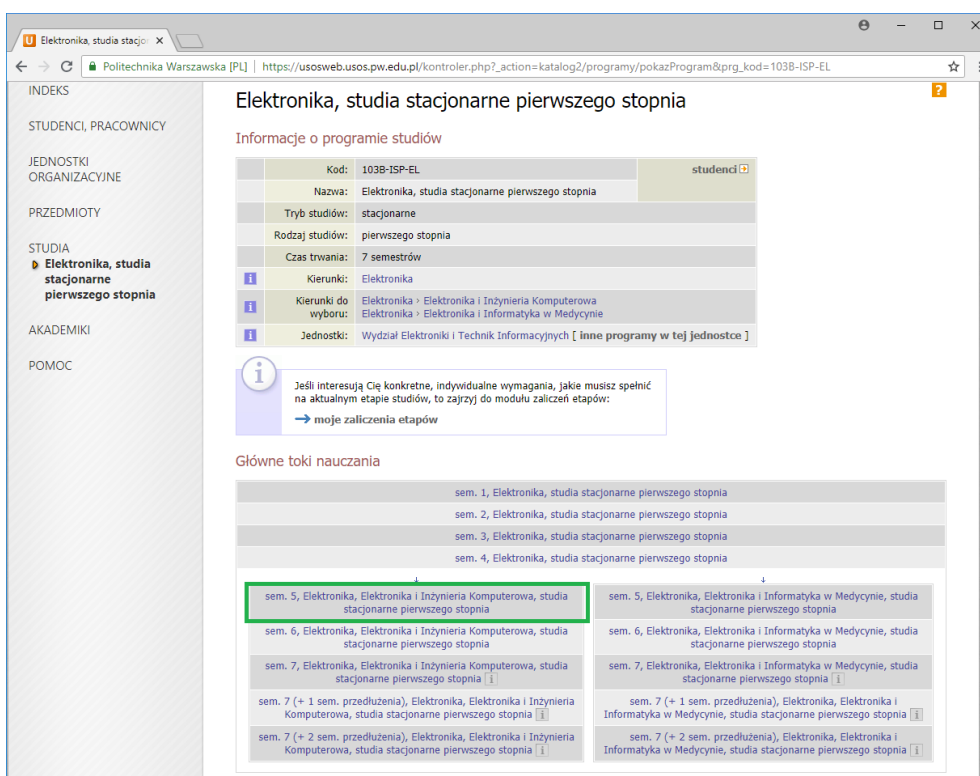 Elektronika, studia stacjo
Politechnika Warszawska [PL] | https://usosweb.usos.pw.edu.pl/kontroler.php?_action=katalog2/programy/pokazProgram&prg_kod=103B-ISP-EL
INDEKS
STUDENCI, PRACOWNICY
JEDNOSTKI
ORGANIZACYJNE
PRZEDMIOTY
STUDIA
Elektronika, studia
stacjonarne
pierwszego stopnia
AKADEMIKI
POMOC
?
Elektronika, studia stacjonarne pierwszego stopnia
Informacje o programie studiów
Kod: 103B-ISP-EL studenci
Nazwa: Elektronika, studia stacjonarne pierwszego stopnia
Tryb studiów: stacjonarne
Rodzaj studiów: pierwszego stopnia
Czas trwania: 7 semestrów
i Kierunki: Elektronika
i Kierunki do wyboru: Elektronika › Elektronika i Inżynieria Komputerowa
Elektronika › Elektronika i Informatyka w Medycynie
i Jednostki: Wydział Elektroniki i Technik Informacyjnych [ inne programy w tej jednostce ]
i
Jeśli interesują Cię konkretne, indywidualne wymagania, jakie musisz spełnić
na aktualnym etapie studiów, to zajrzyj do modułu zaliczeń etapów:
→ moje zaliczenia etapów
Główne toki nauczania
sem. 1, Elektronika, studia stacjonarne pierwszego stopnia
sem. 2, Elektronika, studia stacjonarne pierwszego stopnia
sem. 3, Elektronika, studia stacjonarne pierwszego stopnia
sem. 4, Elektronika, studia stacjonarne pierwszego stopnia
↓ ↓
sem. 5, Elektronika, Elektronika i Inżynieria Komputerowa, studia
stacjonarne pierwszego stopnia
sem. 5, Elektronika, Elektronika i Informatyka w Medycynie, studia
stacjonarne pierwszego stopnia
sem. 6, Elektronika, Elektronika i Inżynieria Komputerowa, studia
stacjonarne pierwszego stopnia
sem. 6, Elektronika, Elektronika i Informatyka w Medycynie, studia
stacjonarne pierwszego stopnia
sem. 7, Elektronika, Elektronika i Inżynieria Komputerowa, studia
stacjonarne pierwszego stopnia i
sem. 7, Elektronika, Elektronika i Informatyka w Medycynie, studia
stacjonarne pierwszego stopnia i
sem. 7 (+ 1 sem. przedłużenia), Elektronika, Elektronika i Inżynieria
Komputerowa, studia stacjonarne pierwszego stopnia i
sem. 7 (+ 1 sem. przedłużenia), Elektronika, Elektronika i
Informatyka w Medycynie, studia stacjonarne pierwszego stopnia i
sem. 7 (+ 2 sem. przedłużenia), Elektronika, Elektronika i Inżynieria
Komputerowa, studia stacjonarne pierwszego stopnia i
sem. 7 (+ 2 sem. przedłużenia), Elektronika, Elektronika i
Informatyka w Medycynie, studia stacjonarne pierwszego stopnia i